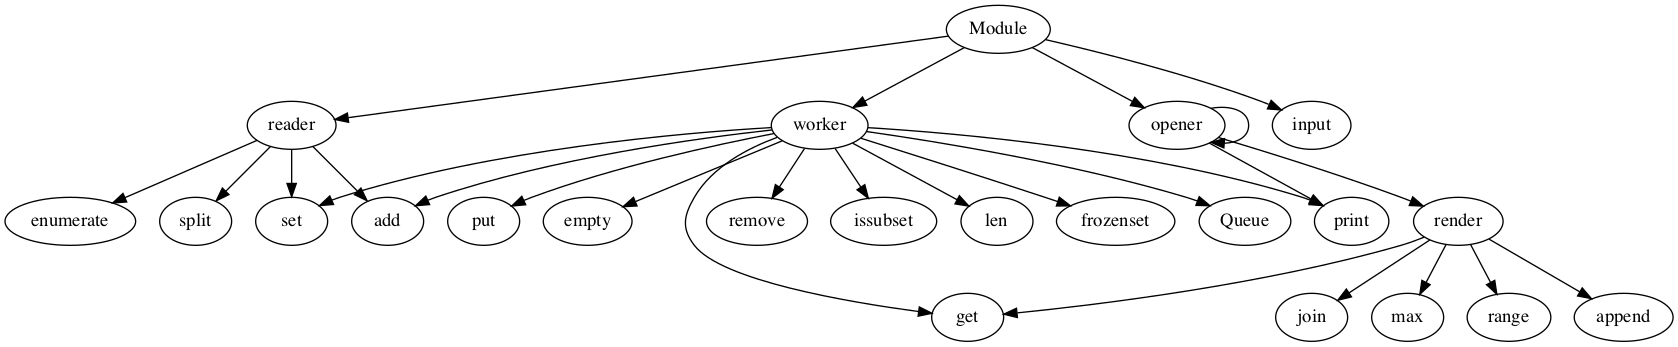 Module
reader
worker
opener
input
enumerate
split
set
add
put
empty
remove
issubset
len
frozenset
Queue
print
render
get
join
max
range
append